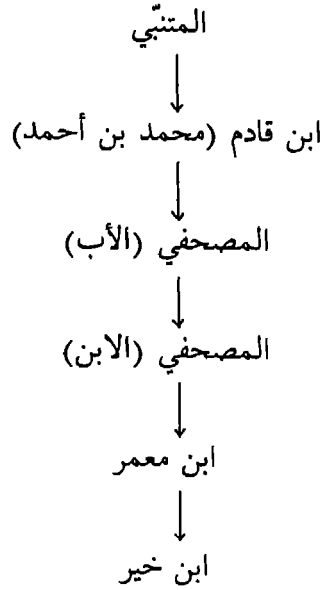 المتنبّي
ابن قادم (محمد بن أحمد)
المصحفي (الأب)
المصحفي (الابن)
ابن معمر
ابن خير